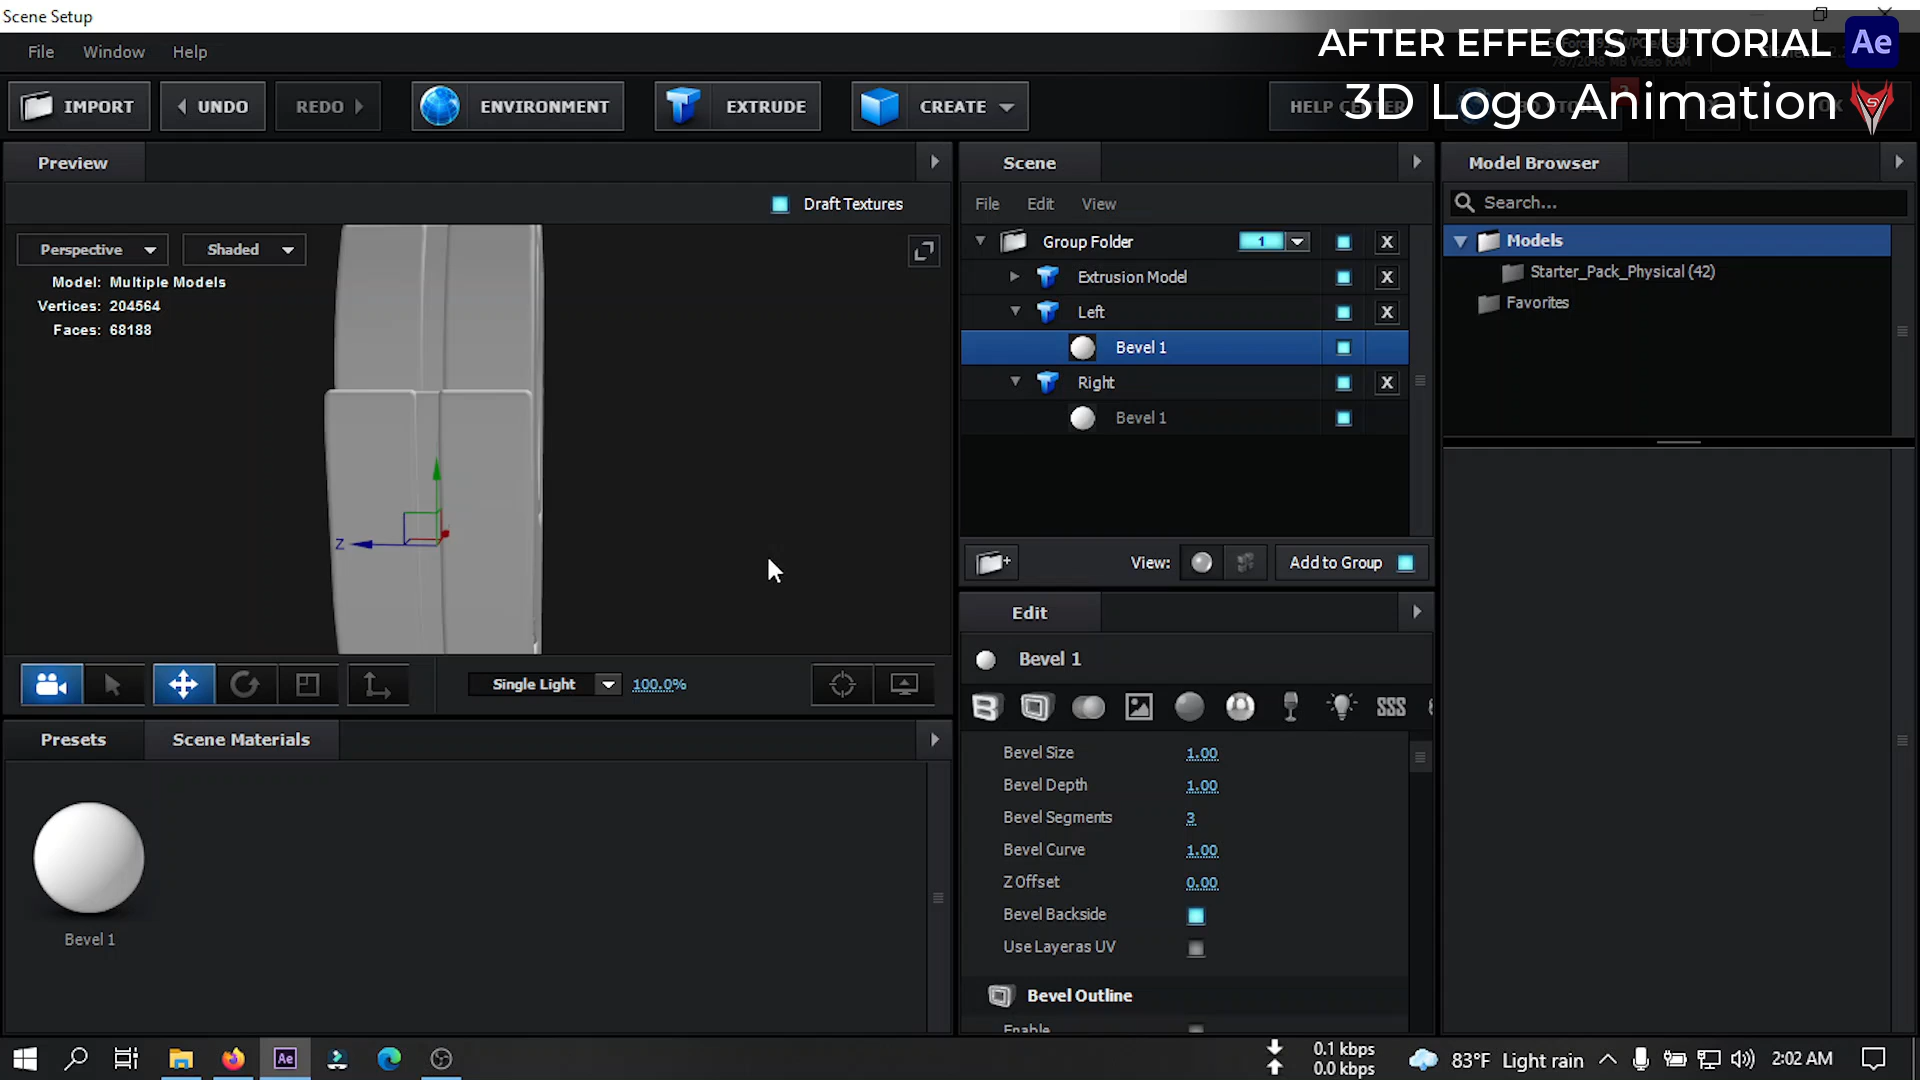 Scene Setup
AFTER EFFECTS TUTORIAL Ae
File Window Help
3D Logo Animation
IMPORT UNDO REDO ENVIRONMENT EXTRUDE CREATE HELP
Preview
Scene
Model Browser
Draft Textures
File Edit View
Search...
Perspective Shaded
Model: Multiple Models
Vertices: 204564
Faces: 68188
Group Folder 1 X
Extrusion Model X
Left X
Bevel 1
Right X
Bevel 1
Models
Starter_Pack_Physical (42)
Favorites
Z
View: Add to Group
Edit
Bevel 1
Single Light 100.0%
B SSS
Presets Scene Materials
Bevel 1
Bevel Size 1.00
Bevel Depth 1.00
Bevel Segments 3
Bevel Curve 1.00
Z Offset 0.00
Bevel Backside
Use Layer as UV
Bevel Outline
Enable
Ae
0.1 kbps
0.0 kbps
83°F Light rain 2:02 AM